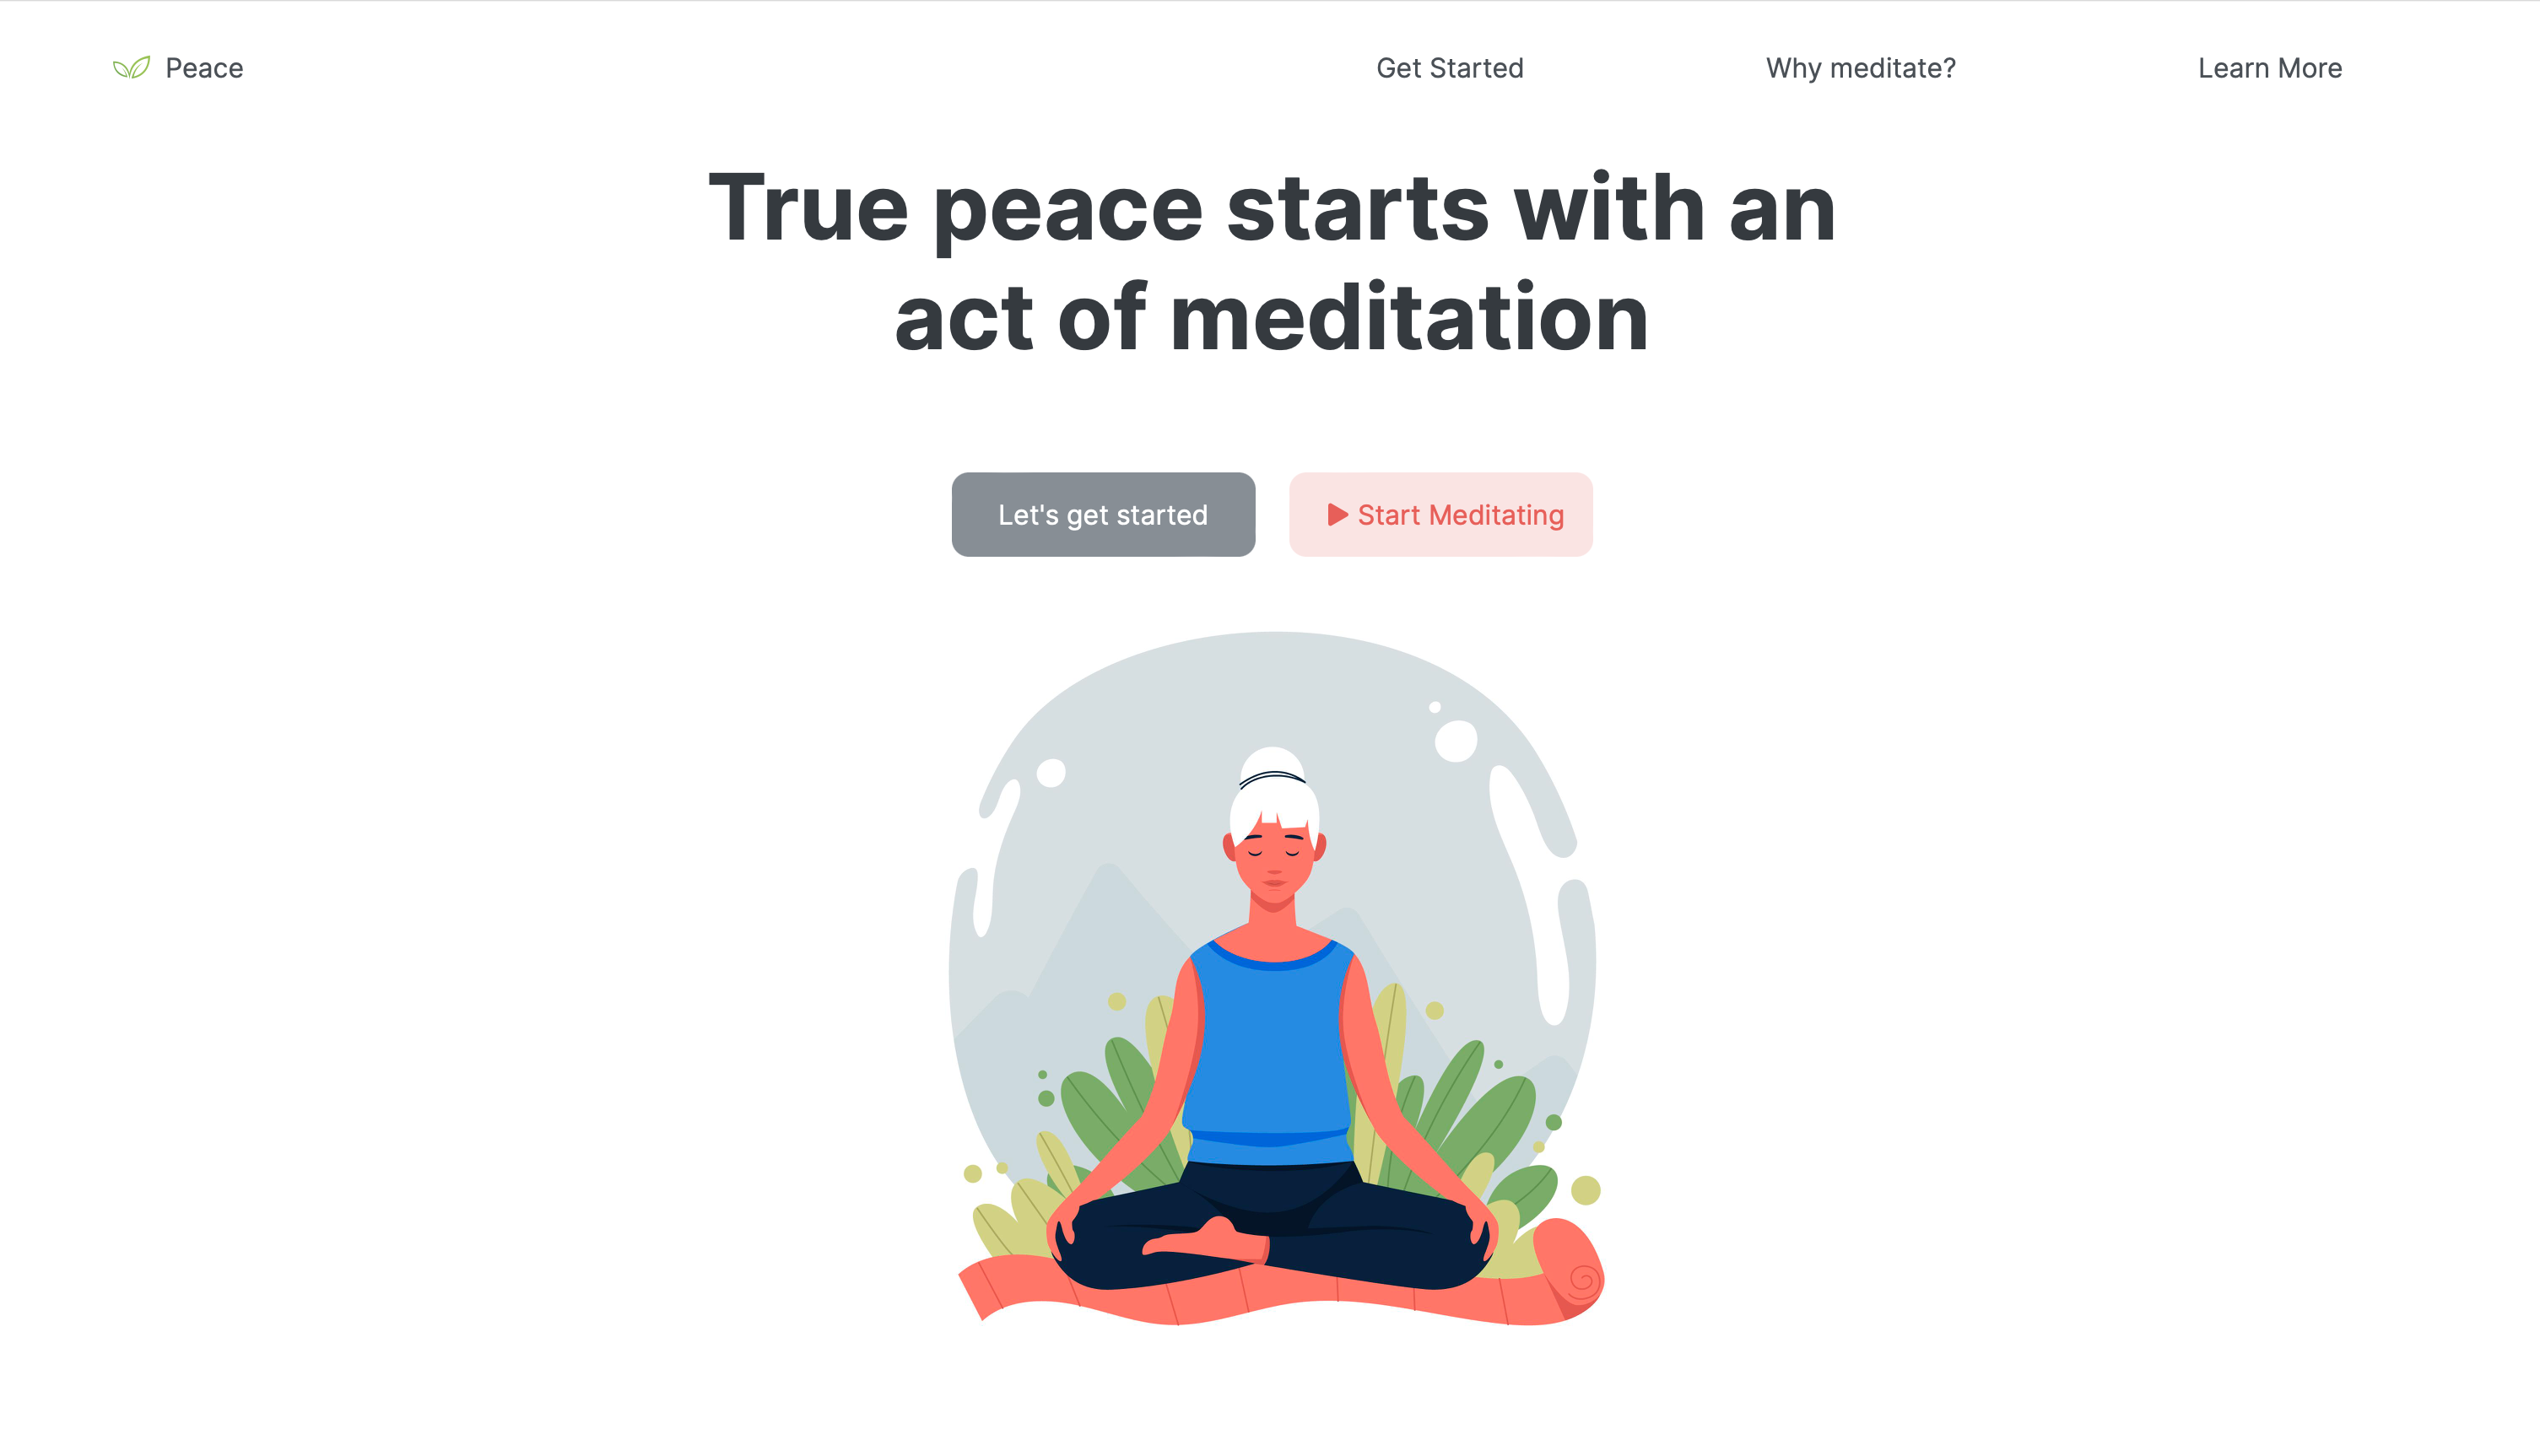 Peace
Get Started
Why meditate?
Learn More
True peace starts with an
act of meditation
Let's get started
Start Meditating